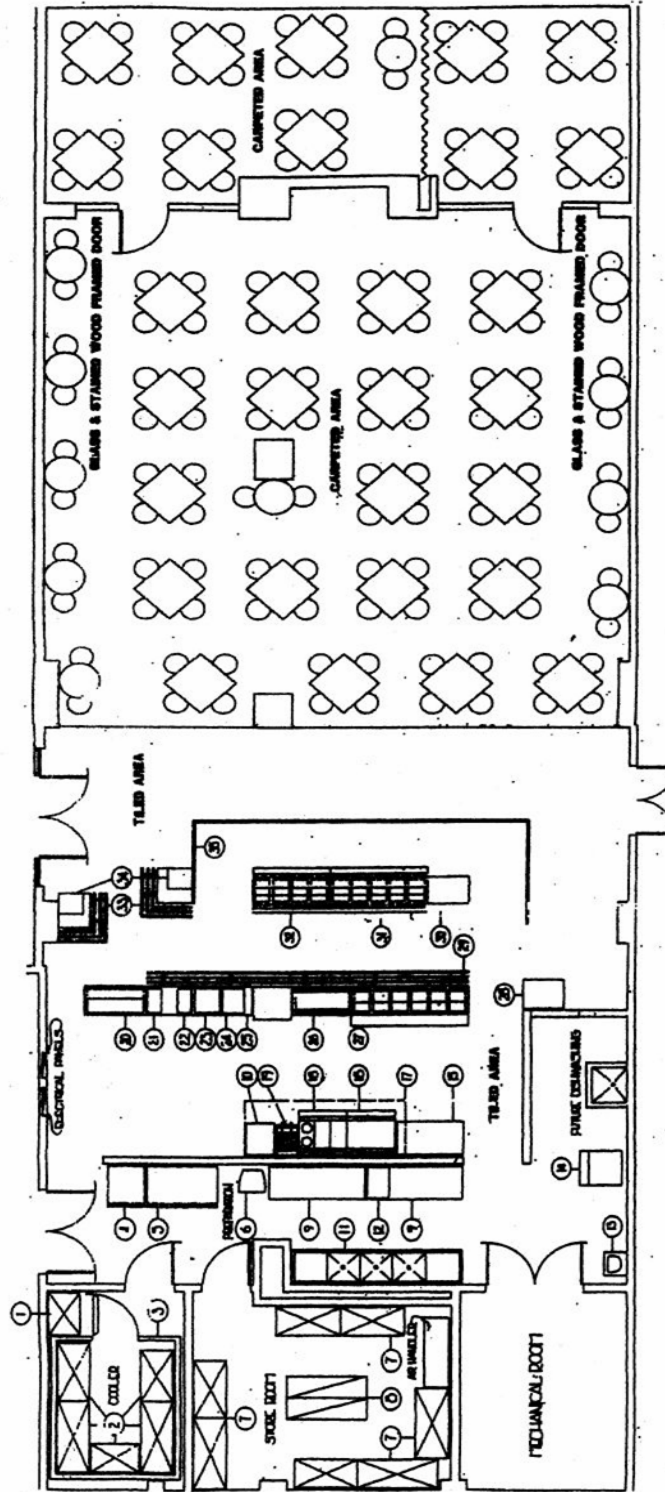 CARPETED AREA
GLASS & STAINED WOOD FRAMED DOOR
GLASS & STAINED WOOD FRAMED DOOR
CARPETED AREA
TILED AREA
34
33
35
32
31
30
29
28
ELECTRICAL PANELS
20
21
22
23
24
25
26
27
TILED AREA
FUTURE DISHWASHING
18
19
16
17
15
14
13
4
5
PREPARATION
6
9
11
12
9
1
3
COOLER
2
7
STORE ROOM
8
7
AIR HANDLER
7
MECHANICAL ROOM